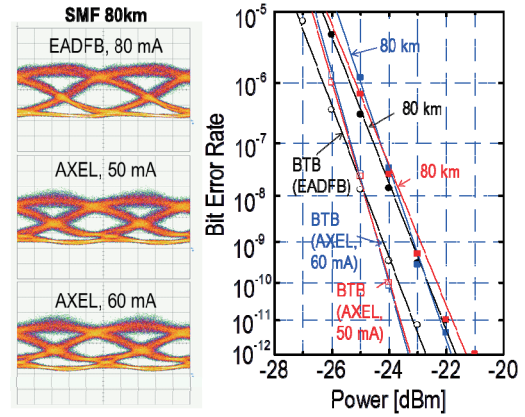 SMF 80km
EADFB, 80 mA
AXEL, 50 mA
AXEL, 60 mA
Bit Error Rate
10-5
10-6
10-7
10-8
10-9
10-10
10-11
10-12
80 km
80 km
80 km
BTB
(EADFB)
BTB
(AXEL,
60 mA)
BTB
(AXEL,
50 mA)
-28 -26 -24 -22 -20
Power [dBm]